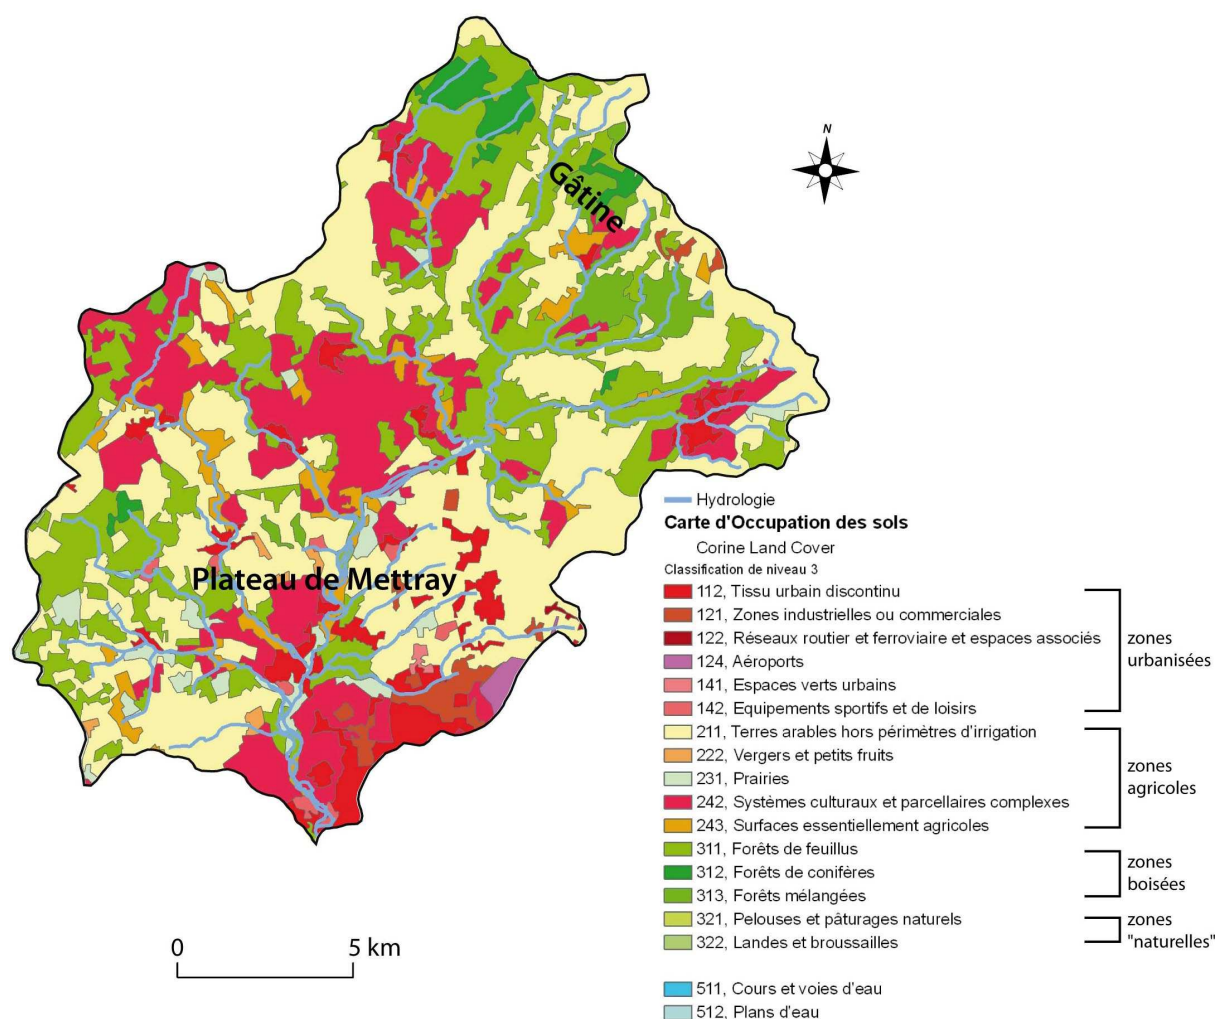 N
Gâtine
Plateau de Mettray
Hydrologie
Carte d'Occupation des sols
Corine Land Cover
Classification de niveau 3
112, Tissu urbain discontinu
121, Zones industrielles ou commerciales
122, Réseaux routier et ferroviaire et espaces associés
124, Aéroports
141, Espaces verts urbains
142, Equipements sportifs et de loisirs
zones
urbanisées
211, Terres arables hors périmètres d'irrigation
222, Vergers et petits fruits
231, Prairies
242, Systèmes culturaux et parcellaires complexes
243, Surfaces essentiellement agricoles
zones
agricoles
311, Forêts de feuillus
312, Forêts de conifères
313, Forêts mélangées
zones
boisées
321, Pelouses et pâturages naturels
322, Landes et broussailles
zones
"naturelles"
511, Cours et voies d'eau
512, Plans d'eau
0 5 km